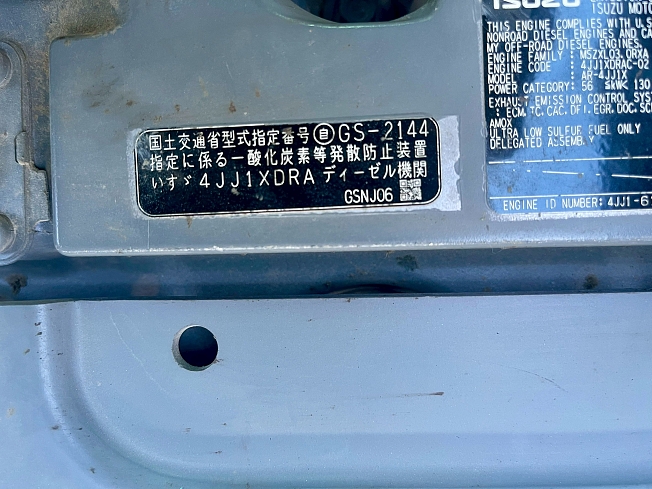 国土交通省型式指定番号 自 GS-2144
指定に係る一酸化炭素等発散防止装置
いすゞ 4JJ1XDRA ディーゼル機関
GSNJ06
ISUZU
ISUZU MOTO
THIS ENGINE COMPLIES WITH U.S
NONROAD DIESEL ENGINES AND CA
MY OFF-ROAD DIESEL ENGINES.
ENGINE FAMILY : MSZXL03.0RXA
ENGINE CODE : 4JJ1XDRAC-02
MODEL : AR-4JJ1X
POWER CATEGORY: 56 ≤kW< 130
EXHAUST EMISSION CONTROL SYST
: ECM,TC,CAC,DFI,EGR,DOC,SC
AMOX
ULTRA LOW SULFUR FUEL ONLY
DELEGATED ASSEMBLY
ENGINE ID NUMBER: 4JJ1-6